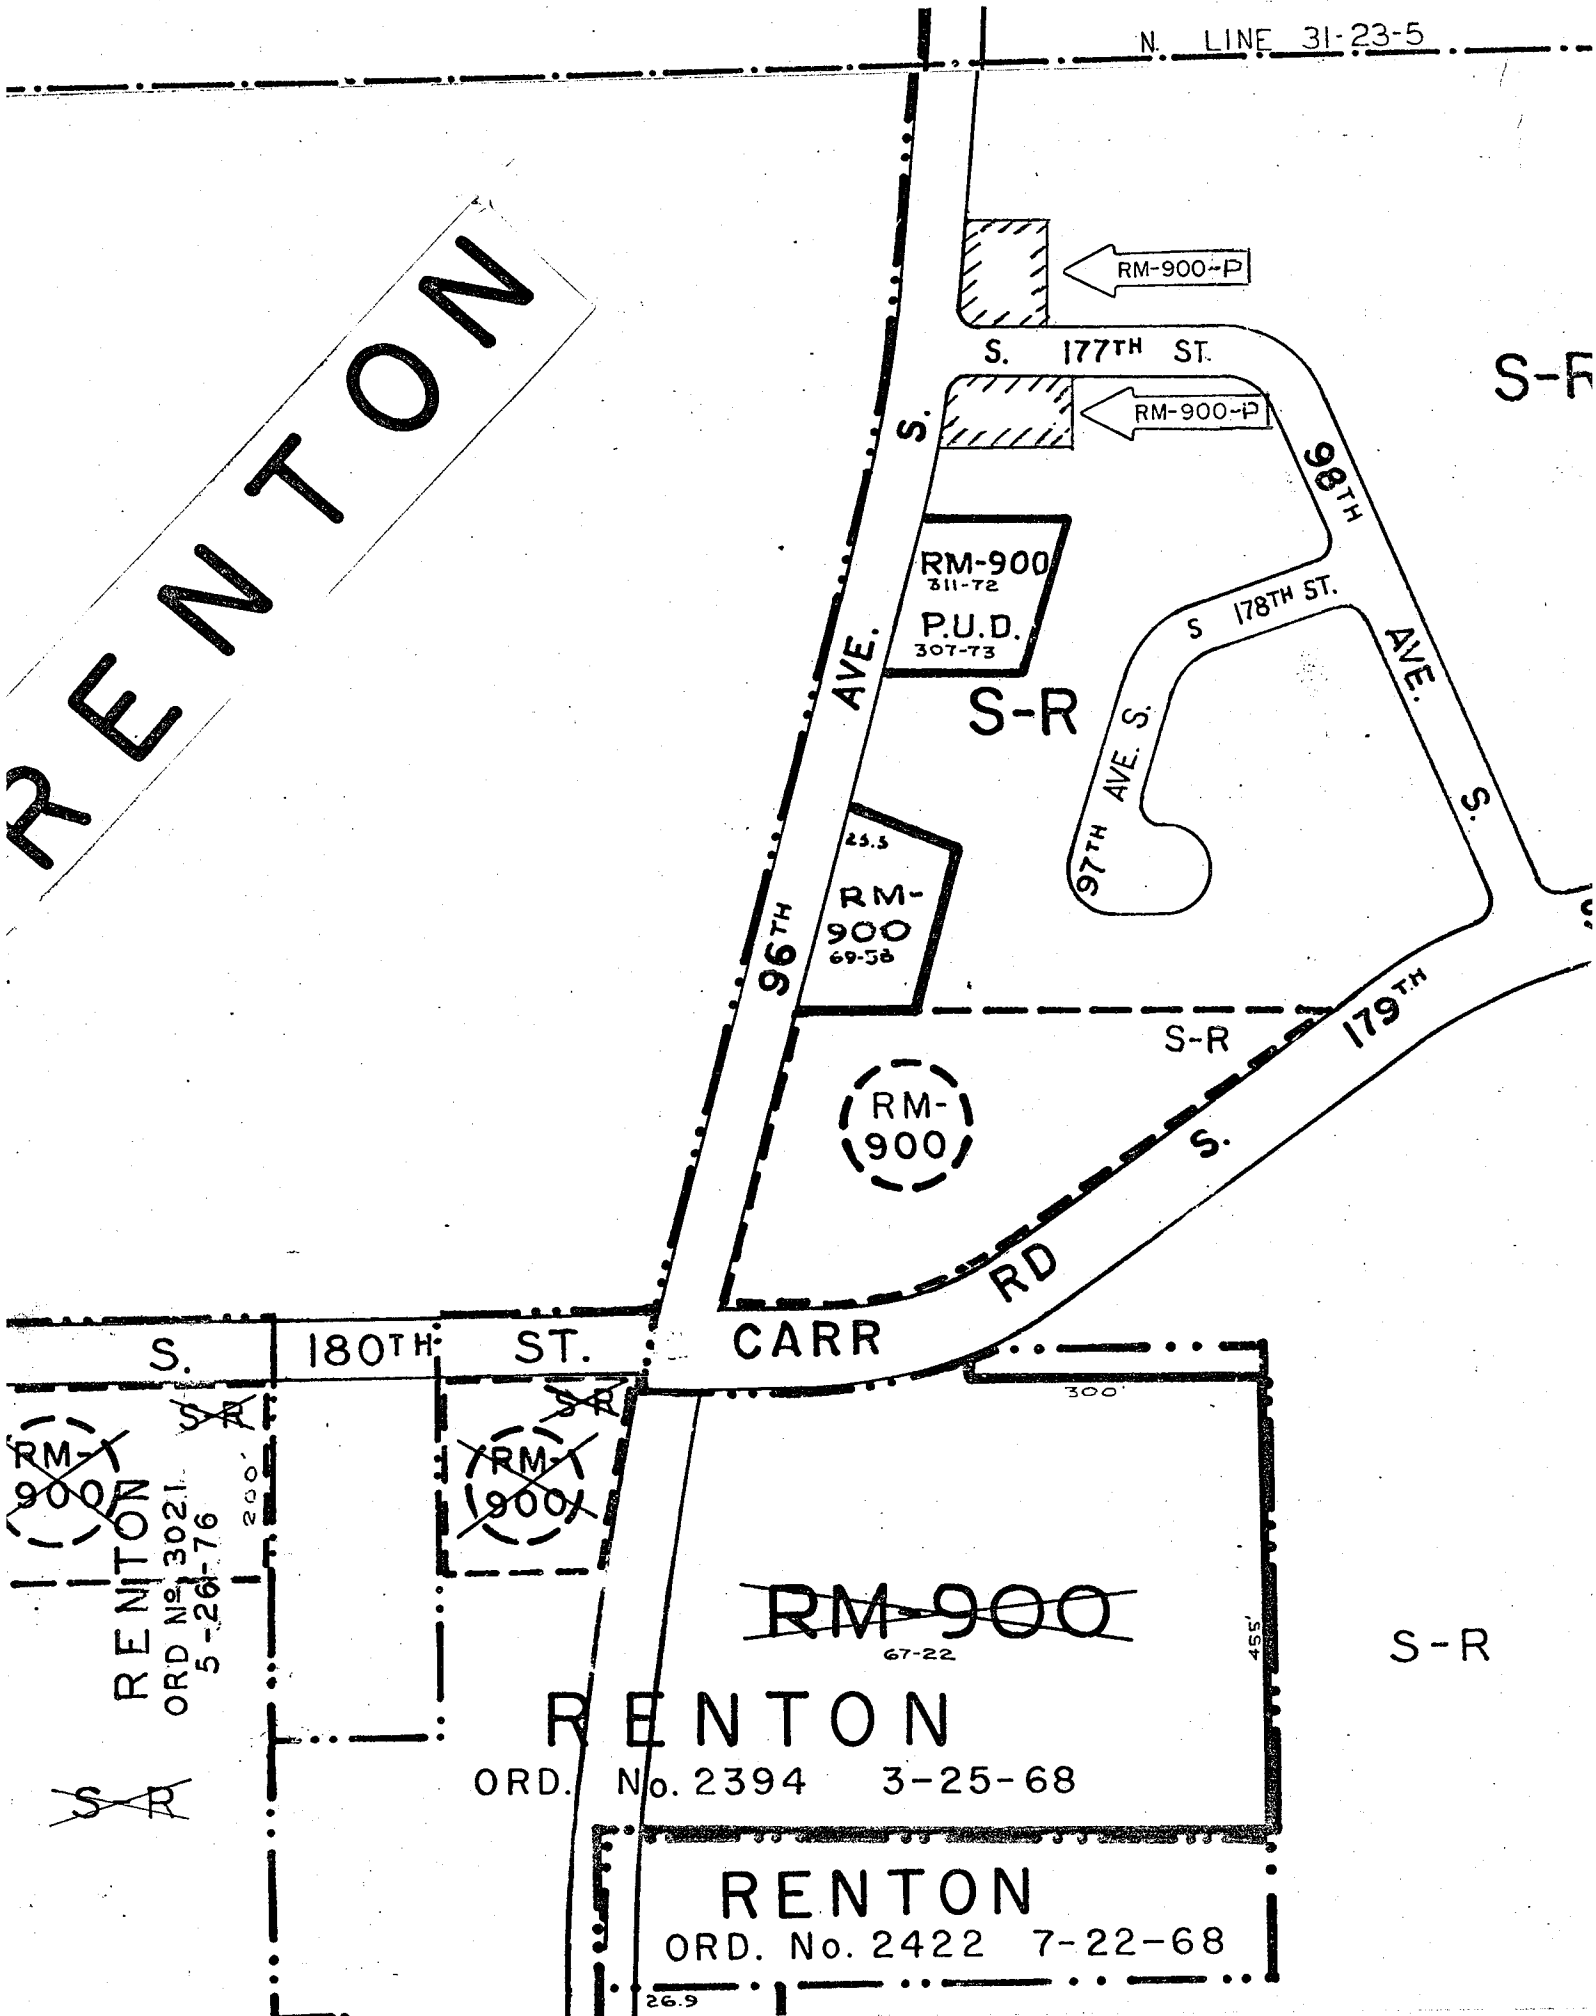 N. LINE 31-23-5
RENTON
RM-900-P
S. 177TH ST.
S-R
RM-900-P
98TH AVE. S.
96TH AVE. S.
RM-900
311-72
P.U.D.
307-73
S 178TH ST.
S-R
97TH AVE. S.
RM-
900
69-58
S. 179TH
S-R
RM-
900
S. 180TH ST.
CARR RD
300'
S-R
S-R
RM-
900
200'
RENTON
ORD Nº 3021
5-26-76
RM-
900
RM-900
67-22
455'
S-R
RENTON
ORD. No. 2394 3-25-68
S-R
RENTON
ORD. No. 2422 7-22-68
26.9